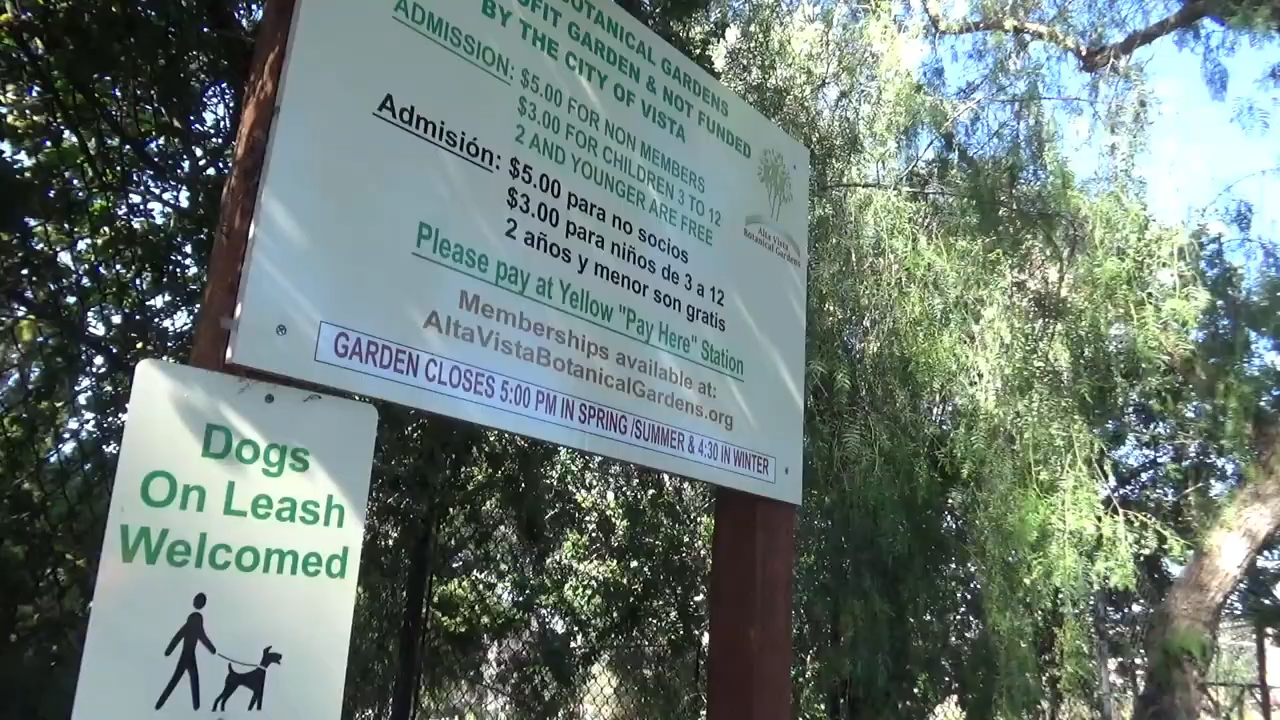 BOTANICAL GARDENS
OFIT GARDEN & NOT FUNDED
BY THE CITY OF VISTA
ADMISSION: $5.00 FOR NON MEMBERS
$3.00 FOR CHILDREN 3 TO 12
2 AND YOUNGER ARE FREE
Admisión: $5.00 para no socios
$3.00 para niños de 3 a 12
2 años y menor son gratis
Please pay at Yellow "Pay Here" Station
Memberships available at:
AltaVistaBotanicalGardens.org
GARDEN CLOSES 5:00 PM IN SPRING /SUMMER & 4:30 IN WINTER
Alta Vista
Botanical Gardens
Dogs
On Leash
Welcomed